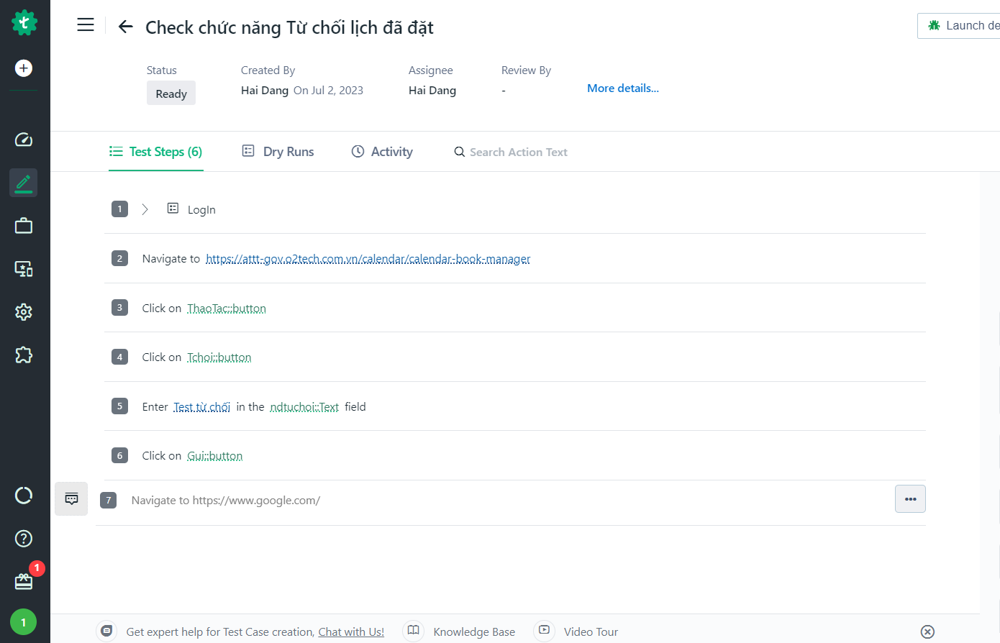 Check chức năng Từ chối lịch đã đặt
Launch de
Status
Created By
Assignee
Review By
Ready
Hai Dang On Jul 2, 2023
Hai Dang
-
More details...
Test Steps (6)
Dry Runs
Activity
Search Action Text
1 LogIn
2 Navigate to https://attt-gov.o2tech.com.vn/calendar/calendar-book-manager
3 Click on ThaoTac::button
4 Click on Tchoi::button
5 Enter Test từ chối in the ndtuchoi::Text field
6 Click on Gui::button
7 Navigate to https://www.google.com/
1
1
Get expert help for Test Case creation, Chat with Us!
Knowledge Base
Video Tour